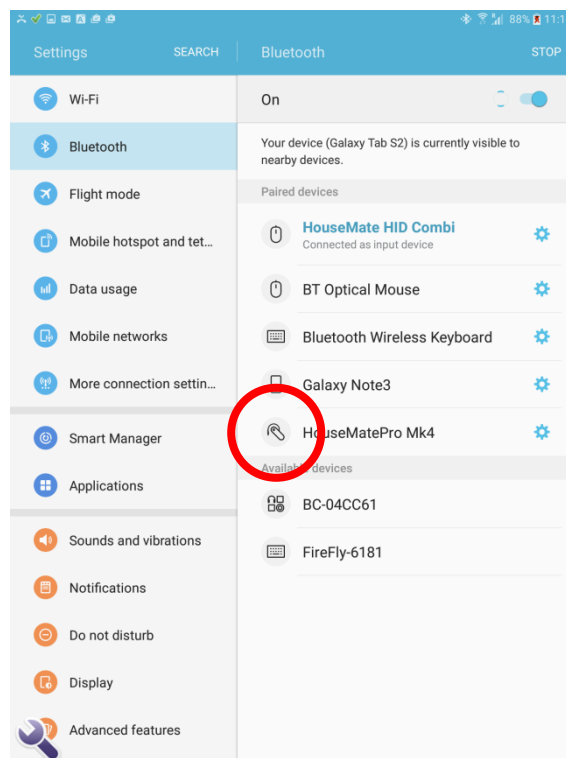 88% 11:1
Settings SEARCH
Bluetooth STOP
Wi-Fi
Bluetooth
Flight mode
Mobile hotspot and tet...
Data usage
Mobile networks
More connection settin...
Smart Manager
Applications
Sounds and vibrations
Notifications
Do not disturb
Display
Advanced features
On
Your device (Galaxy Tab S2) is currently visible to
nearby devices.
Paired devices
HouseMate HID Combi
Connected as input device
BT Optical Mouse
Bluetooth Wireless Keyboard
Galaxy Note3
HouseMatePro Mk4
Available devices
BC-04CC61
FireFly-6181